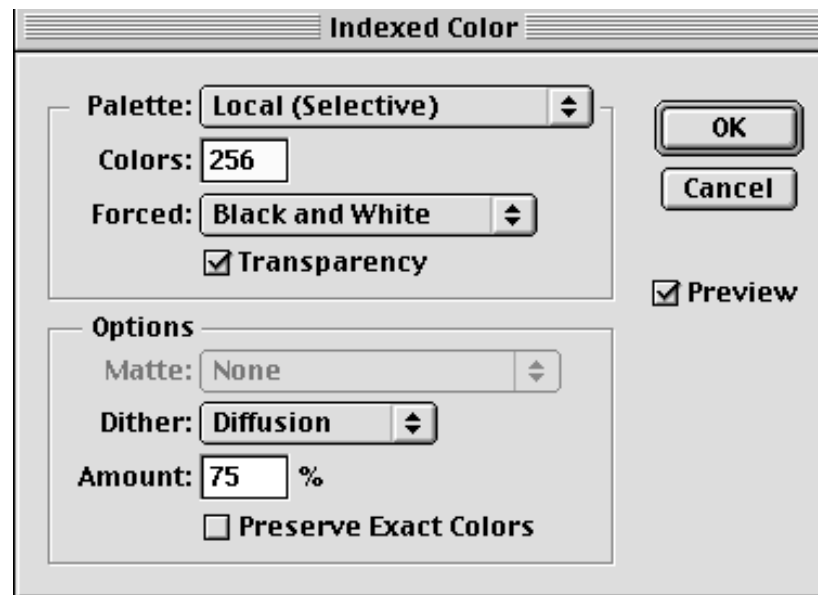 Indexed Color
Palette: Local (Selective)
OK
Colors: 256
Cancel
Forced: Black and White
Transparency
Preview
Options
Matte: None
Dither: Diffusion
Amount: 75 %
Preserve Exact Colors